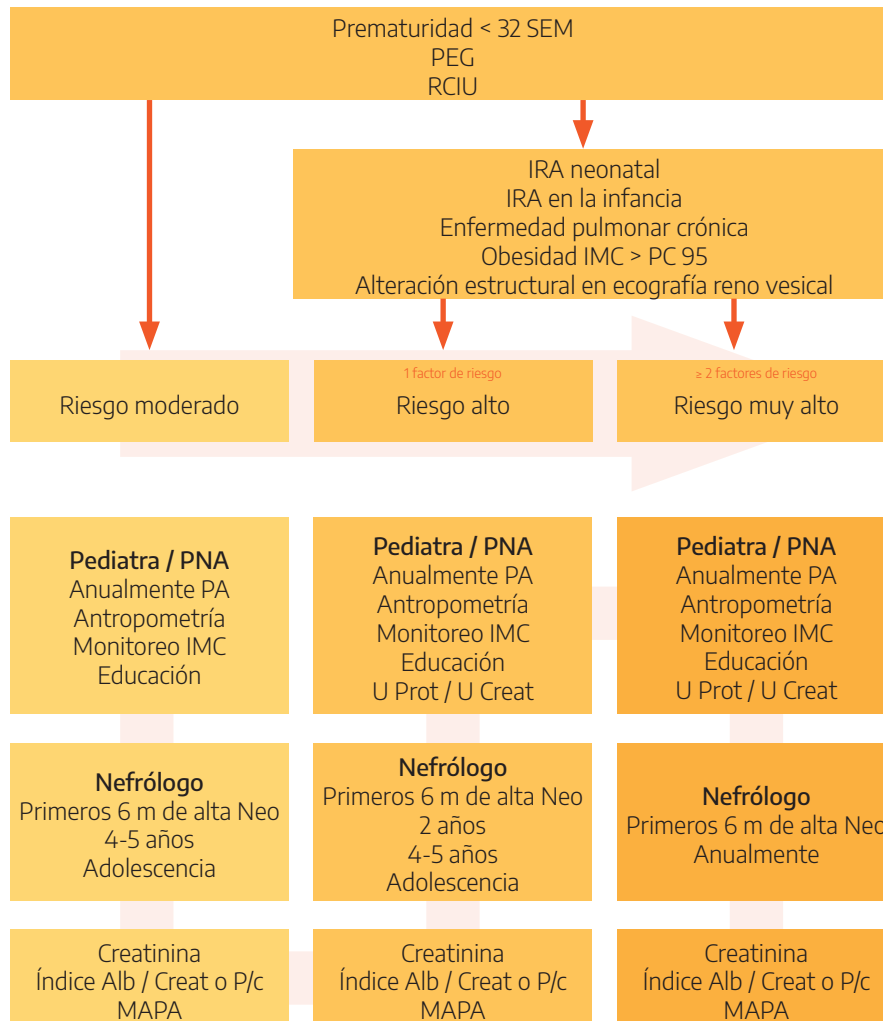 Prematuridad < 32 SEM
PEG
RCIU
IRA neonatal
IRA en la infancia
Enfermedad pulmonar crónica
Obesidad IMC > PC 95
Alteración estructural en ecografía reno vesical
Riesgo moderado
1 factor de riesgo
Riesgo alto
≥ 2 factores de riesgo
Riesgo muy alto
Pediatra / PNA
Anualmente PA
Antropometría
Monitoreo IMC
Educación
Pediatra / PNA
Anualmente PA
Antropometría
Monitoreo IMC
Educación
U Prot / U Creat
Pediatra / PNA
Anualmente PA
Antropometría
Monitoreo IMC
Educación
U Prot / U Creat
Nefrólogo
Primeros 6 m de alta Neo
4-5 años
Adolescencia
Nefrólogo
Primeros 6 m de alta Neo
2 años
4-5 años
Adolescencia
Nefrólogo
Primeros 6 m de alta Neo
Anualmente
Creatinina
Índice Alb / Creat o P/c
MAPA
Creatinina
Índice Alb / Creat o P/c
MAPA
Creatinina
Índice Alb / Creat o P/c
MAPA